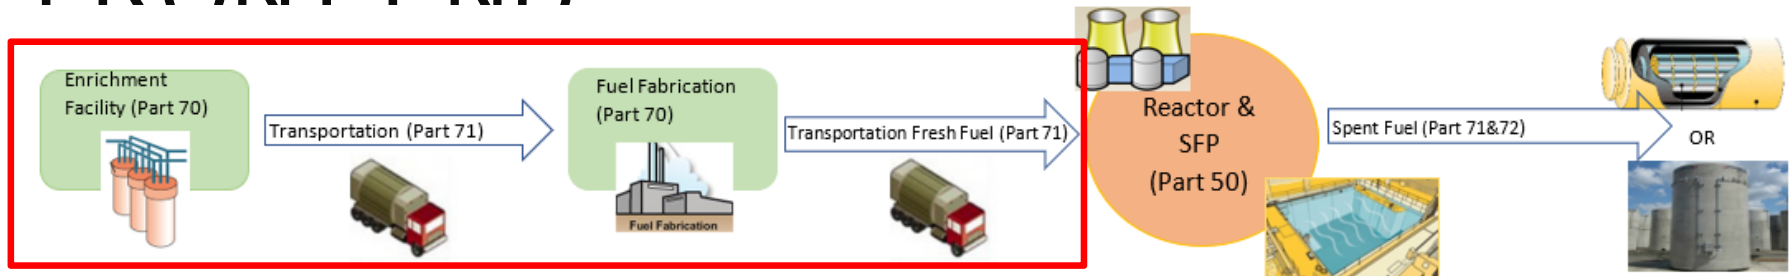 Enrichment
Facility (Part 70)
Transportation (Part 71)
Fuel Fabrication
(Part 70)
Fuel Fabrication
Transportation Fresh Fuel (Part 71)
Reactor &
SFP
(Part 50)
Spent Fuel (Part 71&72)
OR